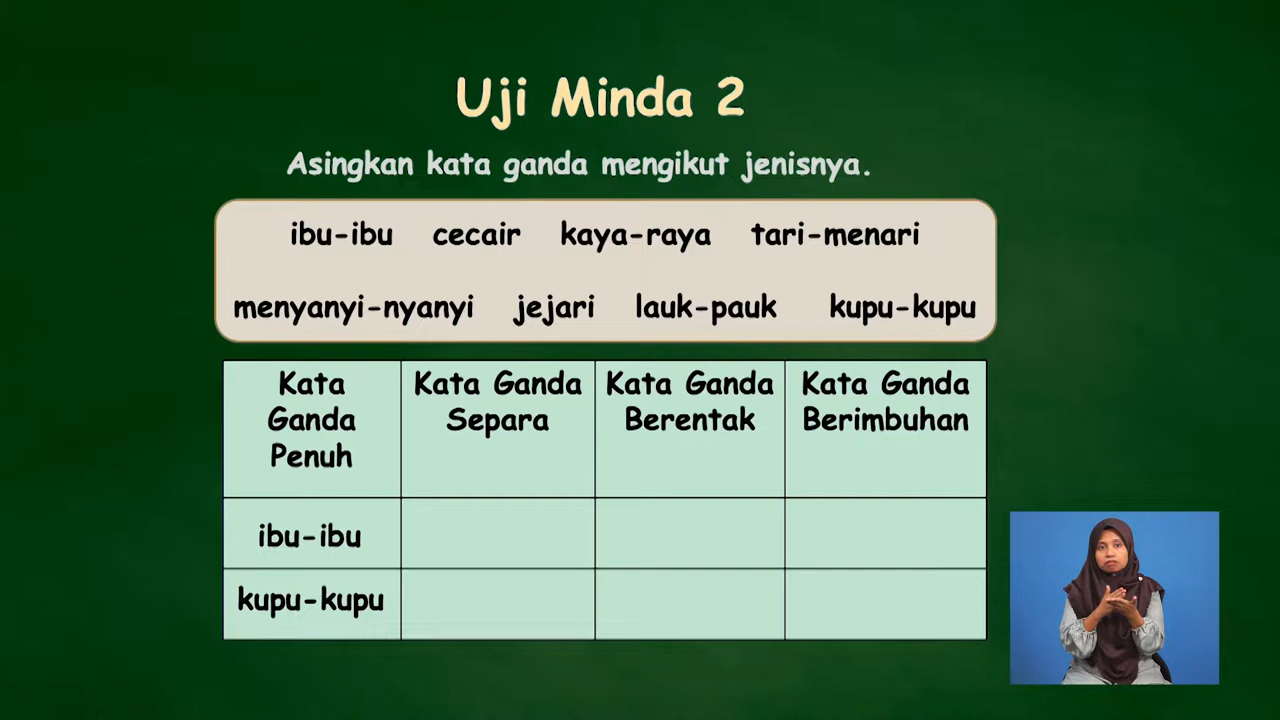 Uji Minda 2
Asingkan kata ganda mengikut jenisnya.
ibu-ibu cecair kaya-raya tari-menari
menyanyi-nyanyi jejari lauk-pauk kupu-kupu
Kata Ganda Penuh
Kata Ganda Separa
Kata Ganda Berentak
Kata Ganda Berimbuhan
ibu-ibu
kupu-kupu